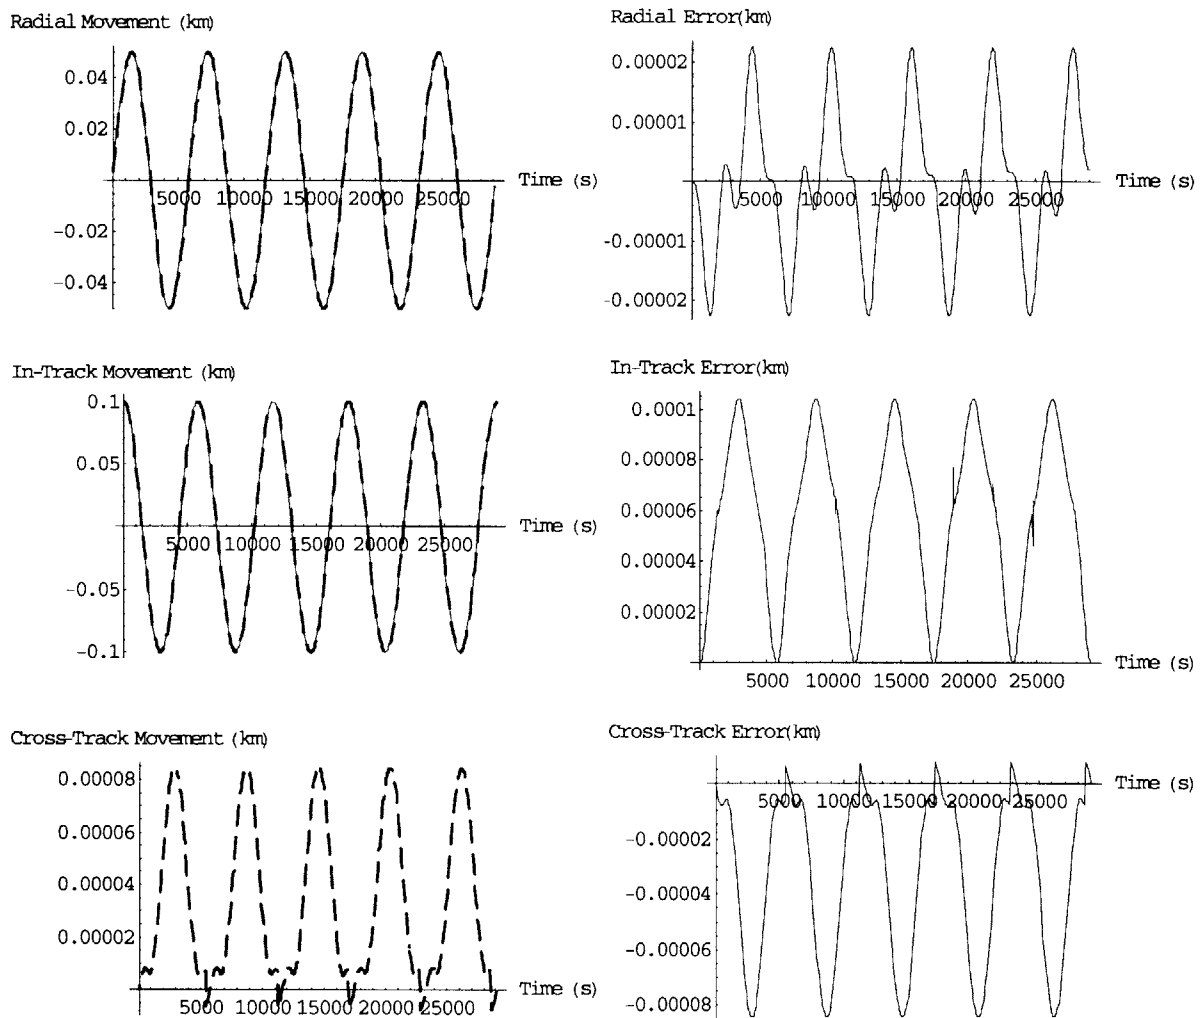 Radial Movement (km)
0.04
0.02
-0.02
-0.04
5000 10000 15000 20000 25000
Time (s)
Radial Error(km)
0.00002
0.00001
-0.00001
-0.00002
5000 10000 15000 20000 25000
Time (s)
In-Track Movement (km)
0.1
0.05
-0.05
-0.1
5000 10000 15000 20000 25000
Time (s)
In-Track Error(km)
0.0001
0.00008
0.00006
0.00004
0.00002
5000 10000 15000 20000 25000
Time (s)
Cross-Track Movement (km)
0.00008
0.00006
0.00004
0.00002
5000 10000 15000 20000 25000
Time (s)
Cross-Track Error(km)
5000 10000 15000 20000 25000
Time (s)
-0.00002
-0.00004
-0.00006
-0.00008